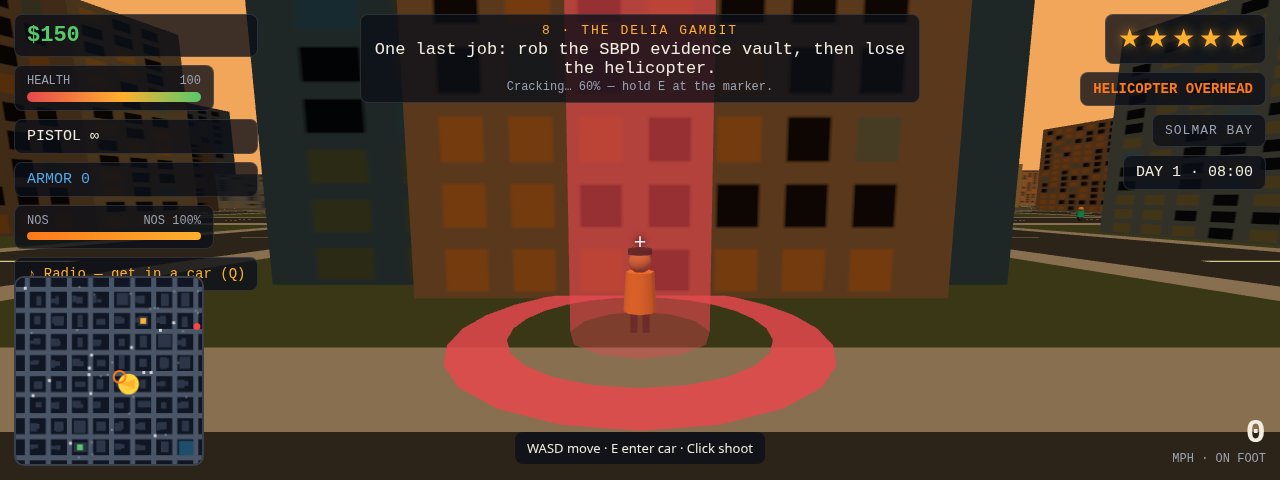 $150
HEALTH 100
PISTOL ∞
ARMOR 0
NOS NOS 100%
♪ Radio — get in a car (Q)
8 · THE DELIA GAMBIT
One last job: rob the SBPD evidence vault, then lose
the helicopter.
Cracking… 60% — hold E at the marker.
★★★★★
HELICOPTER OVERHEAD
SOLMAR BAY
DAY 1 · 08:00
WASD move · E enter car · Click shoot
0
MPH · ON FOOT